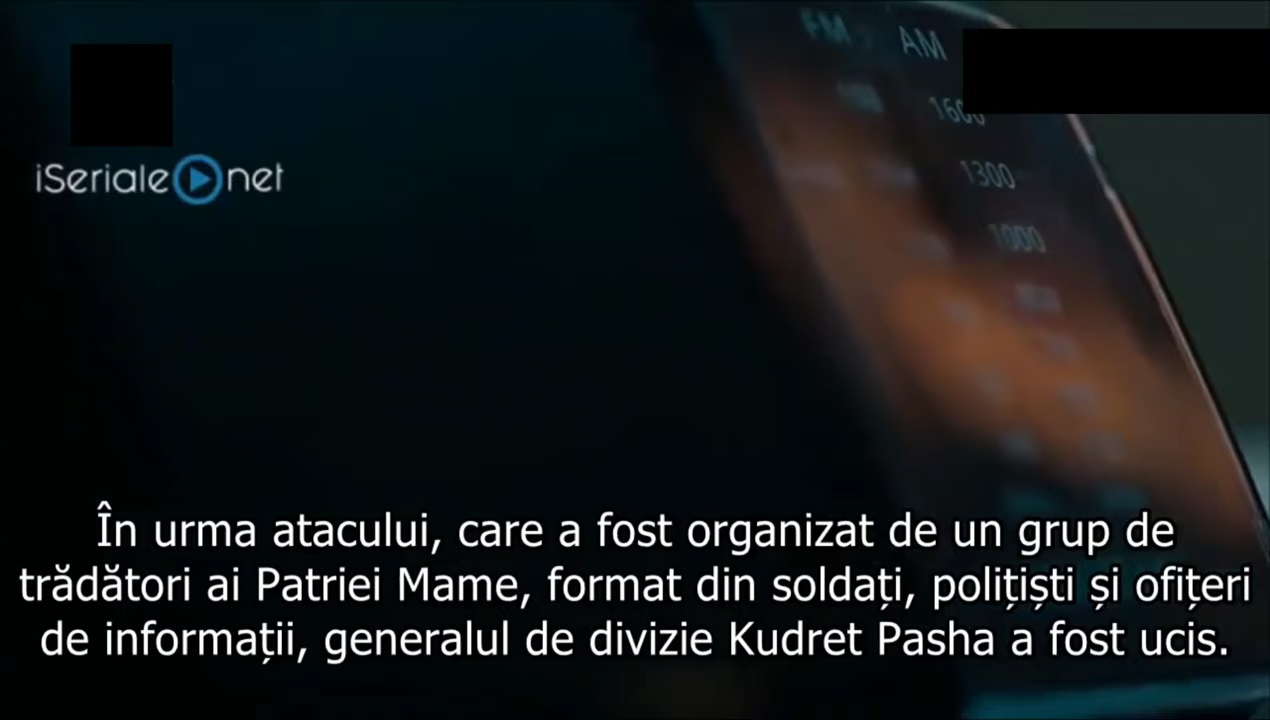 FM AM
iSeriale net
1600
1300
1000
În urma atacului, care a fost organizat de un grup de
trădători ai Patriei Mame, format din soldați, polițiști și ofițeri
de informații, generalul de divizie Kudret Pasha a fost ucis.